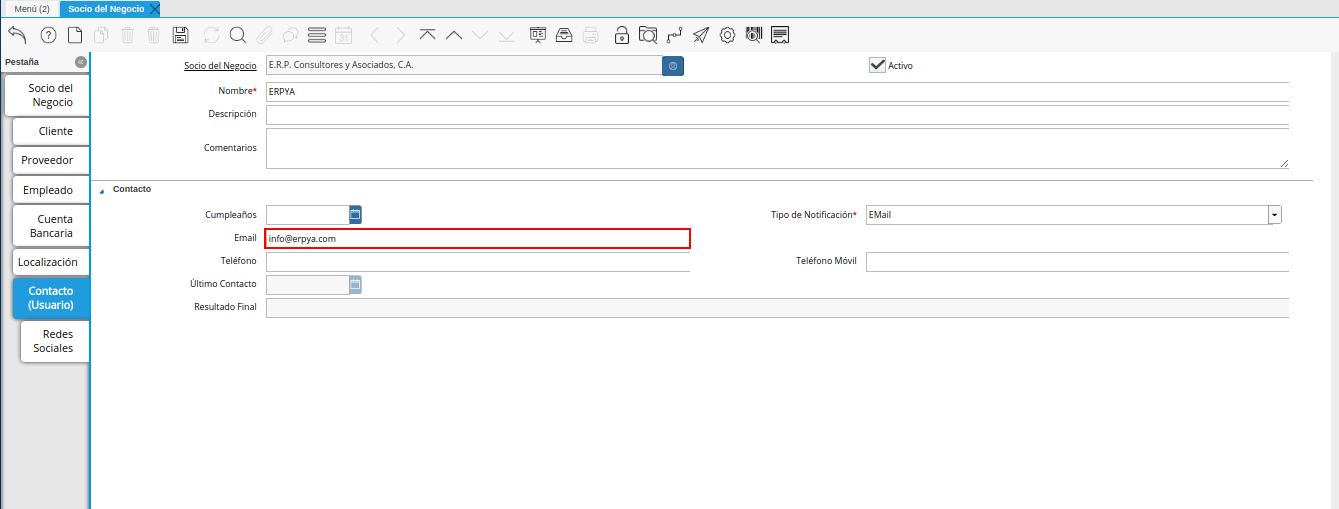 Menú (2) Socio del Negocio
31
Pestaña
Socio del Negocio E.R.P. Consultores y Asociados, C.A. Activo
Nombre* ERPYA
Descripción
Comentarios
Socio del
Negocio
Cliente
Proveedor
Empleado
Cuenta
Bancaria
Localización
Contacto
(Usuario)
Redes
Sociales
Contacto
Cumpleaños Tipo de Notificación* EMail
Email info@erpya.com
Teléfono Teléfono Móvil
Último Contacto
Resultado Final